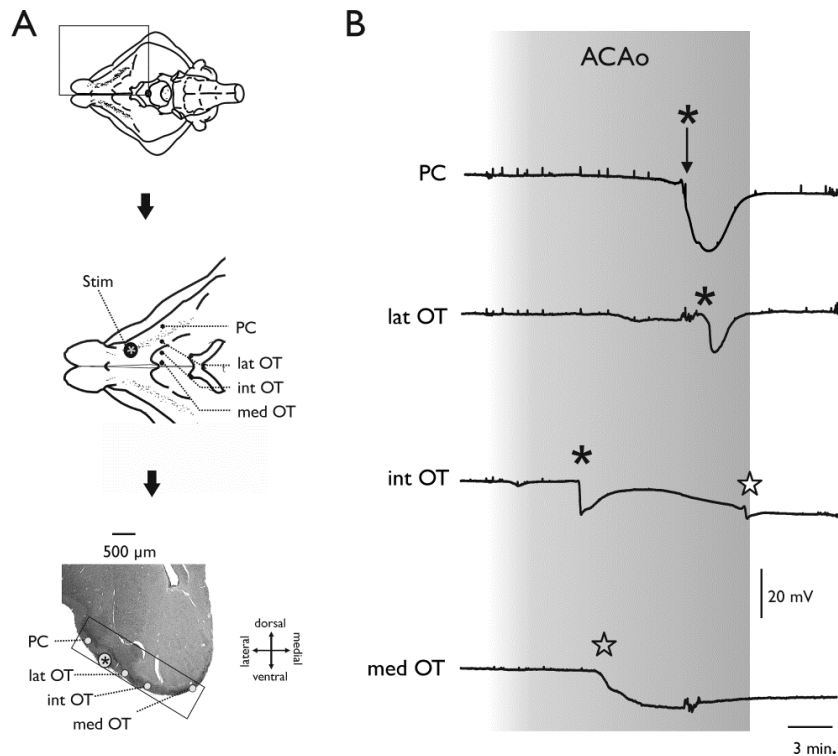 A
Stim
PC
lat OT
int OT
med OT
500 µm
PC
lat OT
int OT
med OT
dorsal
lateral
medial
ventral
B
ACAo
PC
lat OT
int OT
20 mV
med OT
3 min.